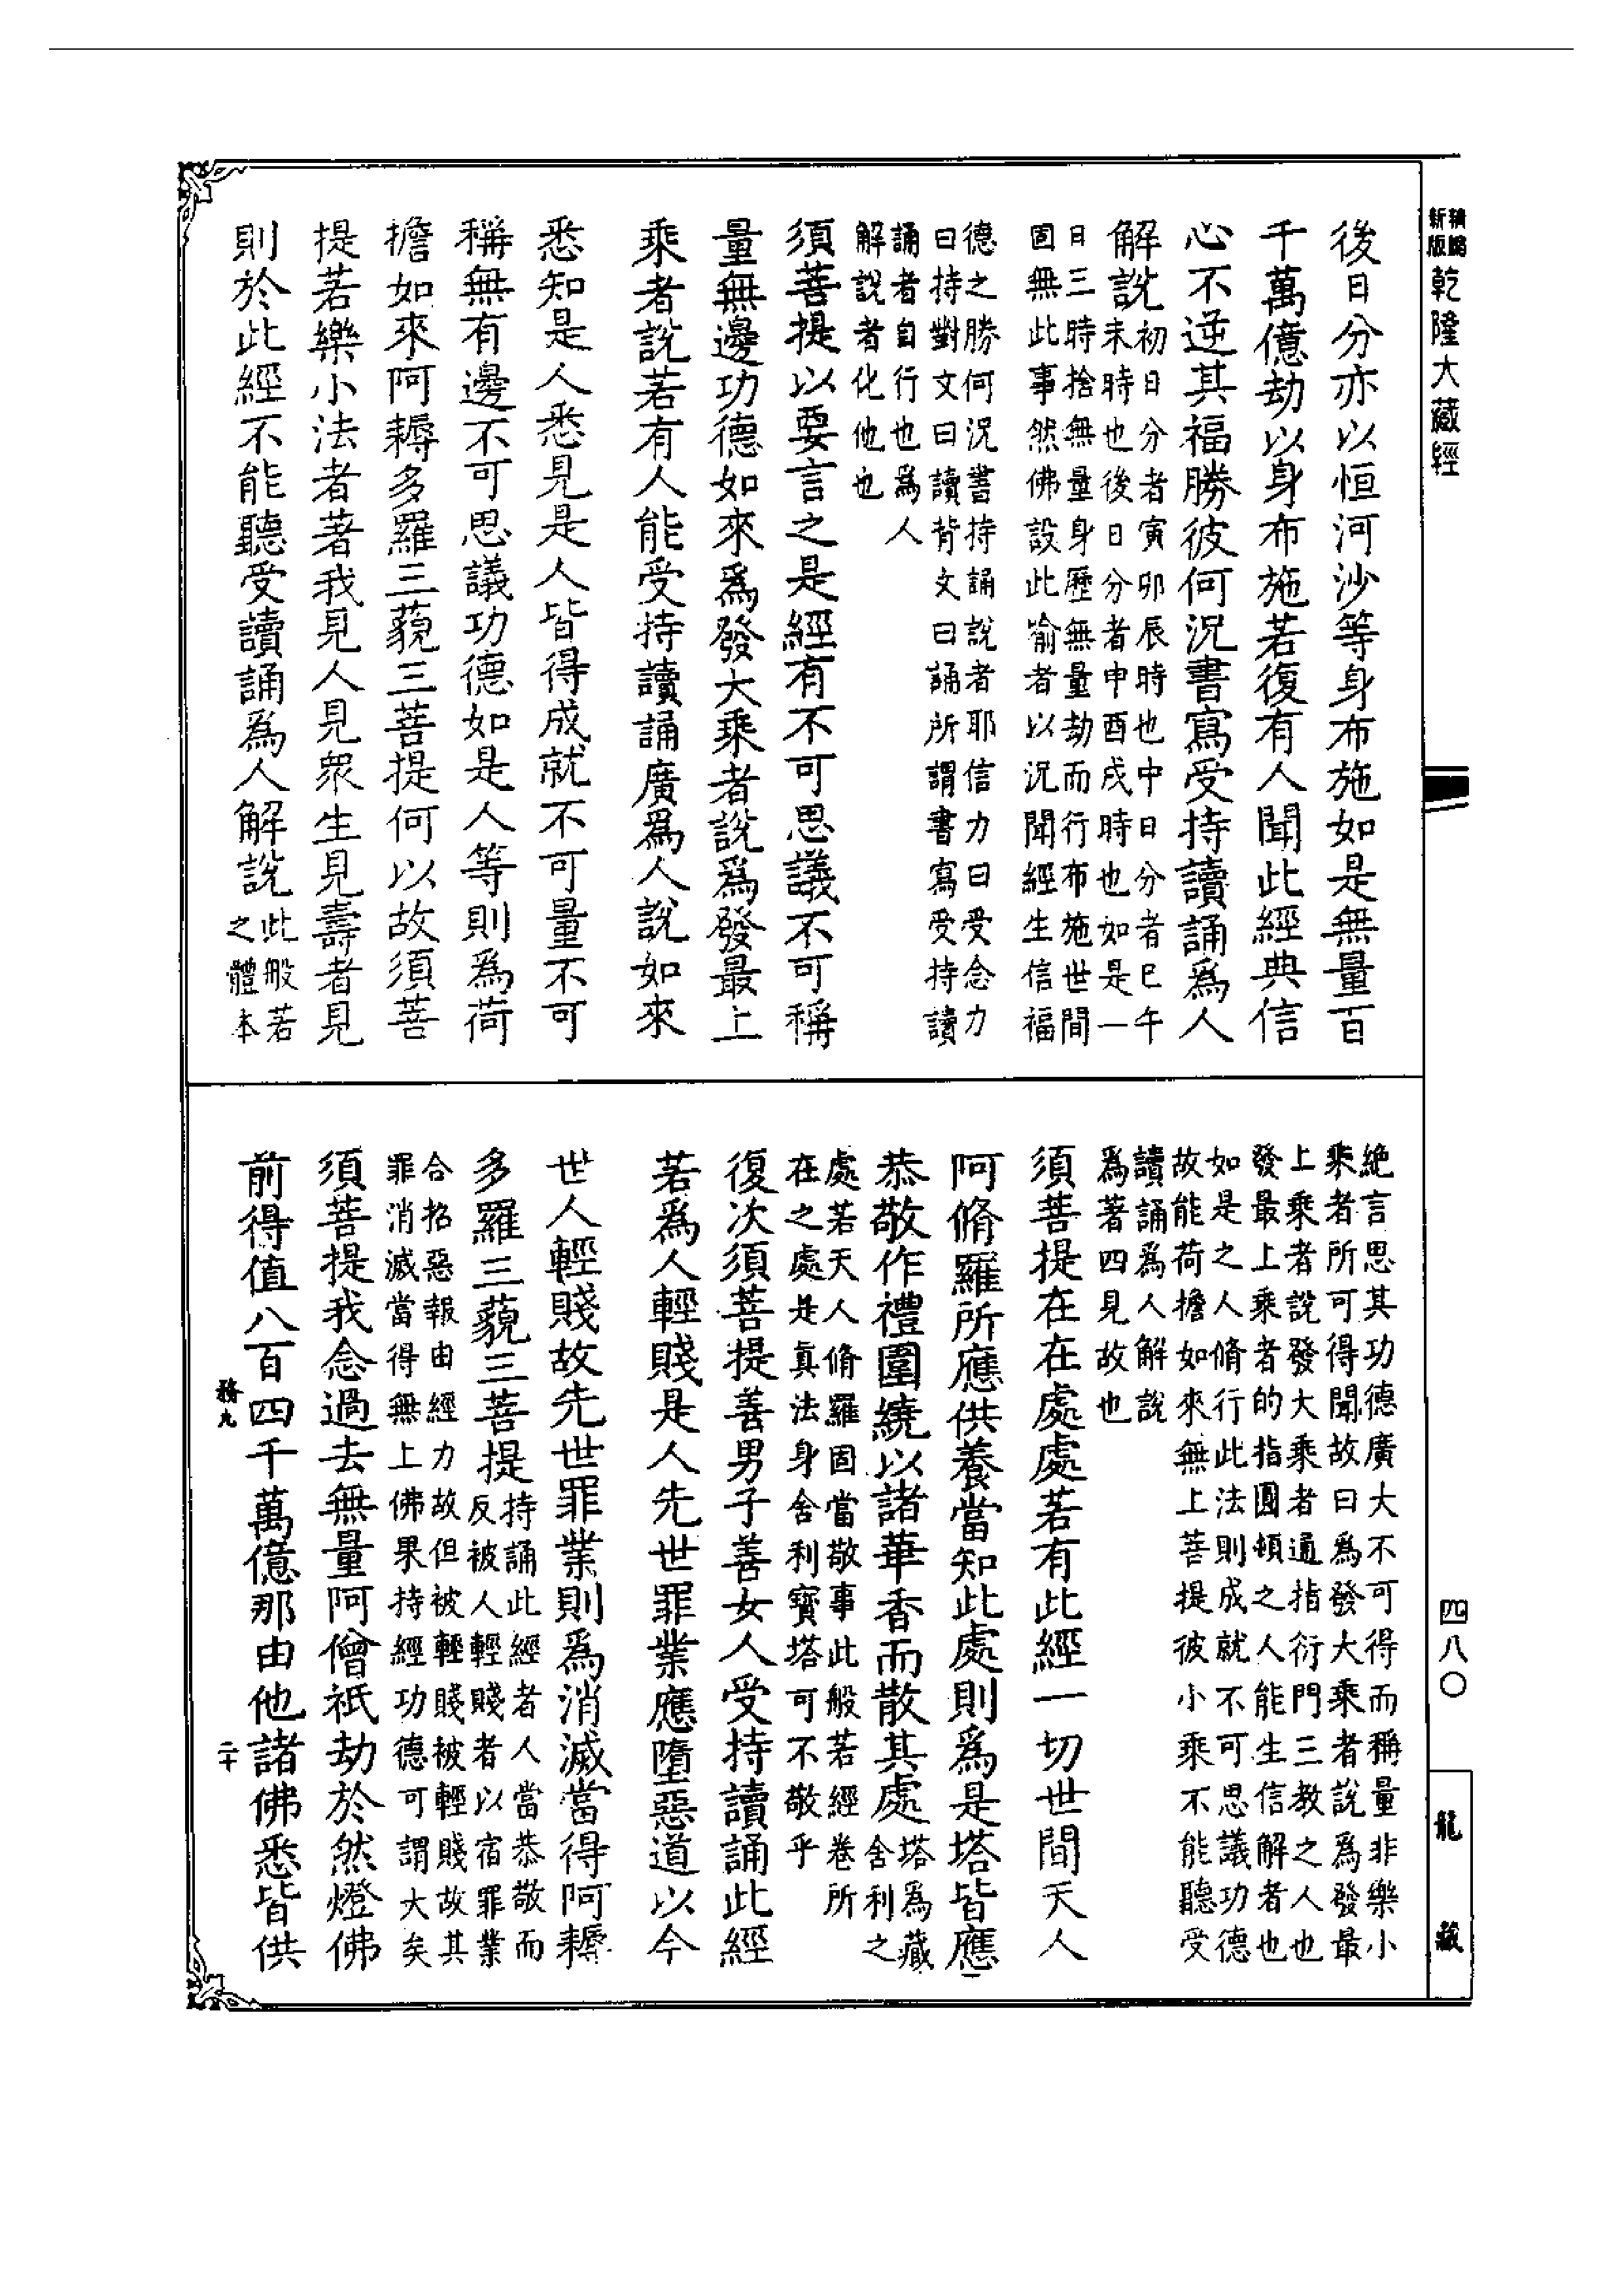 新版
精縮
乾隆大藏經
後日分亦以恒河沙等身布施如是無量百
千萬億劫以身布施若復有人聞此經典信
心不逆其福勝彼何況書寫受持讀誦爲人
解說
初日分者寅卯辰時也中日分者巳午
未時也後日分者申酉戌時也如是一
日三時捨無量身歷無量劫而行布施世間
固無此事然佛設此喻者以況聞經生信福
德之勝何況書持誦說者耶信力曰受念力
曰持對文曰讀背文曰誦所謂書寫受持讀
誦者自行也爲人
解說者化他也
須菩提以要言之是經有不可思議不可稱
量無邊功德如來爲發大乘者說爲發最上
乘者說若有人能受持讀誦廣爲人說如來
悉知是人悉見是人皆得成就不可量不可
稱無有邊不可思議功德如是人等則爲荷
擔如來阿耨多羅三藐三菩提何以故須菩
提若樂小法者著我見人見衆生見壽者見
則於此經不能聽受讀誦爲人解說
此般若
之體本
絶言思其功德廣大不可得而稱量非樂小
乘者所可得聞故曰爲發大乘者說爲發最
上乘者說發大乘者通指衍門三教之人也
發最上乘者的指圓頓之人能生信解者也
如是之人脩行此法則成就不可思議功德
故能荷擔如來無上菩提彼小乘不能聽受
讀誦爲人解說
爲著四見故也
須菩提在在處處若有此經一切世間天人
阿脩羅所應供養當知此處則爲是塔皆應
恭敬作禮圍繞以諸華香而散其處
塔爲藏
舍利之
處若天人脩羅固當敬事此般若經卷所
在之處是真法身舍利寶塔可不敬乎
復次須菩提善男子善女人受持讀誦此經
若爲人輕賤是人先世罪業應墮惡道以今
世人輕賤故先世罪業則爲消滅當得阿耨
多羅三藐三菩提
持誦此經者人當恭敬而
反被人輕賤者以宿罪業
合招惡報由經力故但被輕賤被輕賤故其
罪消滅當得無上佛果持經功德可謂大矣
須菩提我念過去無量阿僧祇劫於然燈佛
前得值八百四千萬億那由他諸佛悉皆供
務九
二十
四八〇
龍藏